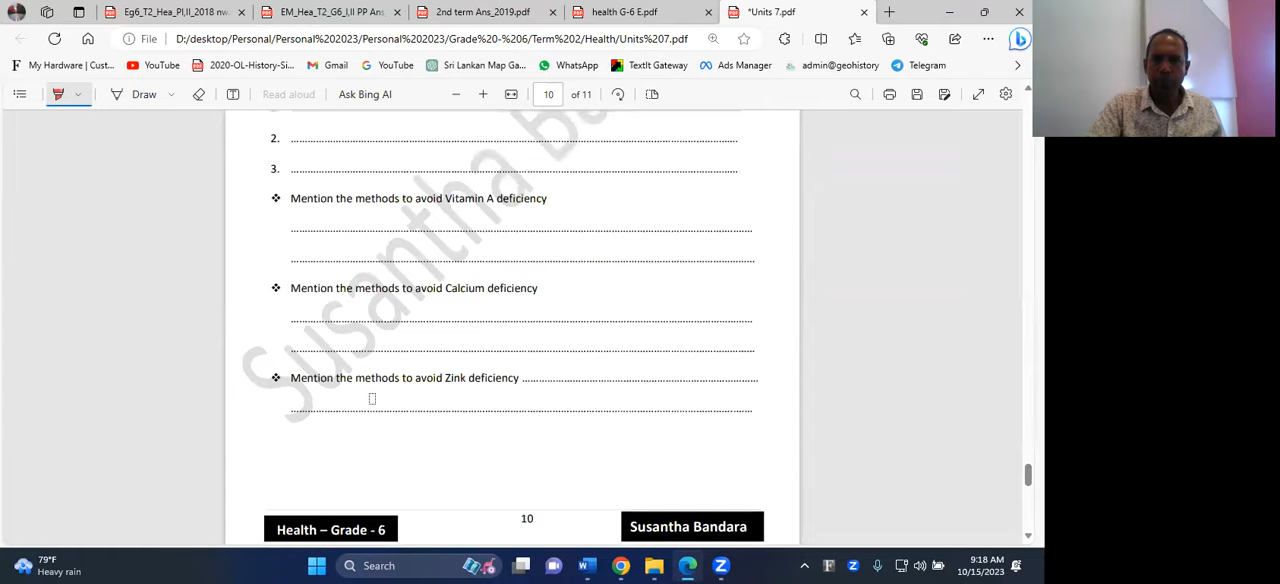 Eg6_T2_Hea_PI,II_2018 nw.
EM_Hea_T2_G6_I,II PP Ans
2nd term Ans_2019.pdf
health G-6 E.pdf
*Units 7.pdf
File
D:/desktop/Personal/Personal%202023/Personal%202023/Grade%20-%206/Term%202/Health/Units%207.pdf
My Hardware | Cust...
YouTube
2020-OL-History-Si...
Gmail
YouTube
Sri Lankan Map Ga...
WhatsApp
TextIt Gateway
Ads Manager
admin@geohistory
Telegram
Draw
Read aloud
Ask Bing AI
10
of 11
2.
3.
Mention the methods to avoid Vitamin A deficiency
Mention the methods to avoid Calcium deficiency
Mention the methods to avoid Zink deficiency
Susantha Ba
10
Health – Grade - 6
Susantha Bandara
79°F
Heavy rain
Search
9:18 AM
10/15/2023